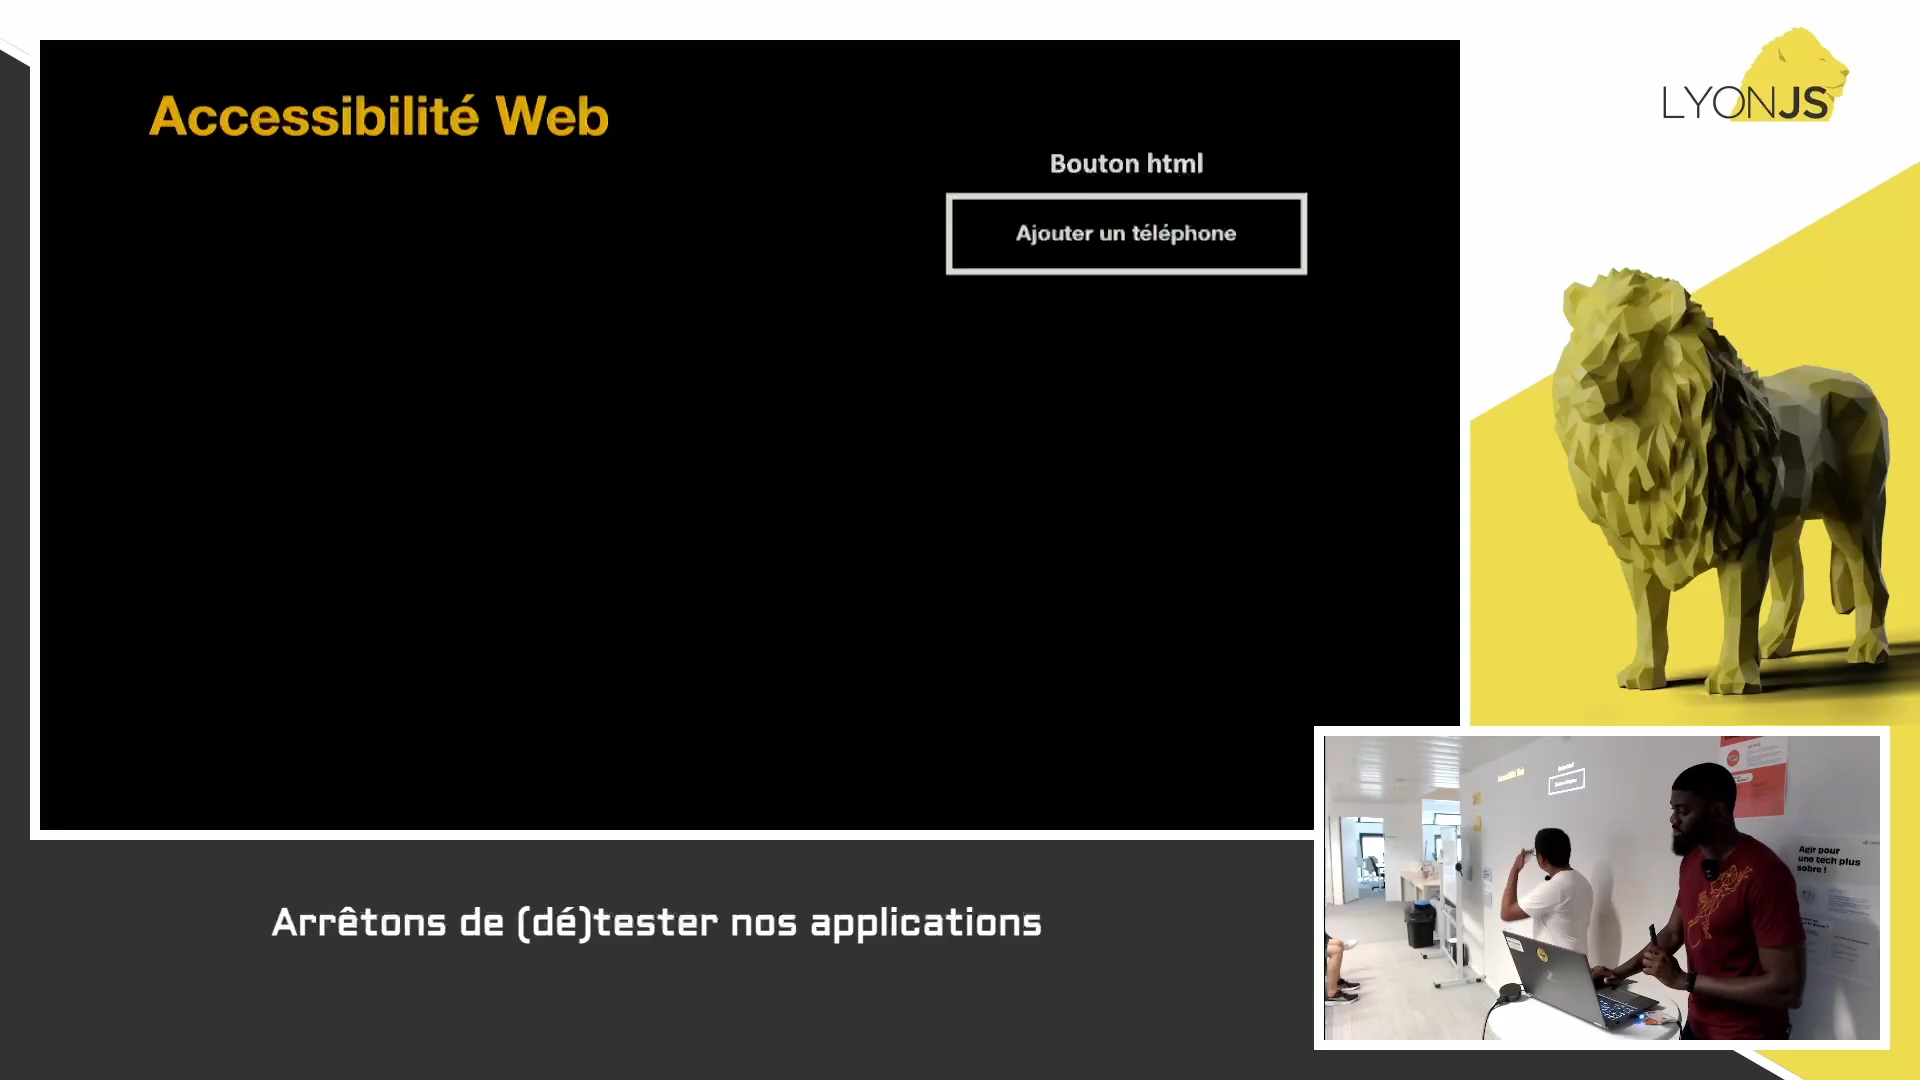 Accessibilité Web
Bouton html
Ajouter un téléphone
LYONJS
Arrêtons de (dé)tester nos applications
Agir pour
une tech plus
sobre !